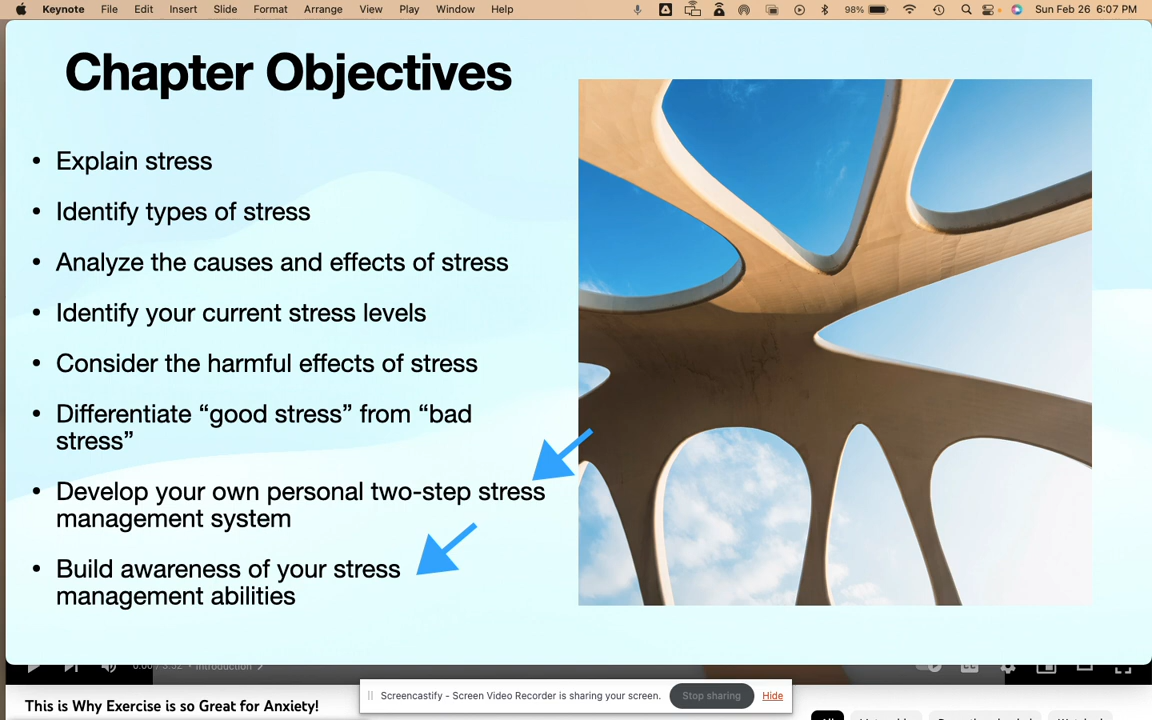 Keynote File Edit Insert Slide Format Arrange View Play Window Help 98% Sun Feb 26 6:07 PM
Chapter Objectives
• Explain stress
• Identify types of stress
• Analyze the causes and effects of stress
• Identify your current stress levels
• Consider the harmful effects of stress
• Differentiate “good stress” from “bad
stress”
• Develop your own personal two-step stress
management system
• Build awareness of your stress
management abilities
Introduction
Screencastify - Screen Video Recorder is sharing your screen. Stop sharing Hide
This is Why Exercise is so Great for Anxiety!